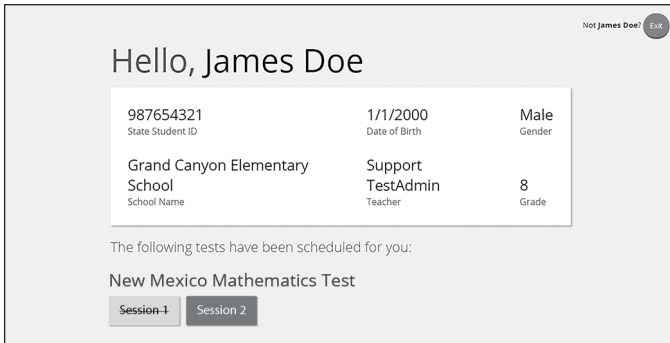 Not James Doe? Exit
Hello, James Doe
987654321 1/1/2000 Male
State Student ID Date of Birth Gender
Grand Canyon Elementary Support
School TestAdmin 8
School Name Teacher Grade
The following tests have been scheduled for you:
New Mexico Mathematics Test
Session 1 Session 2